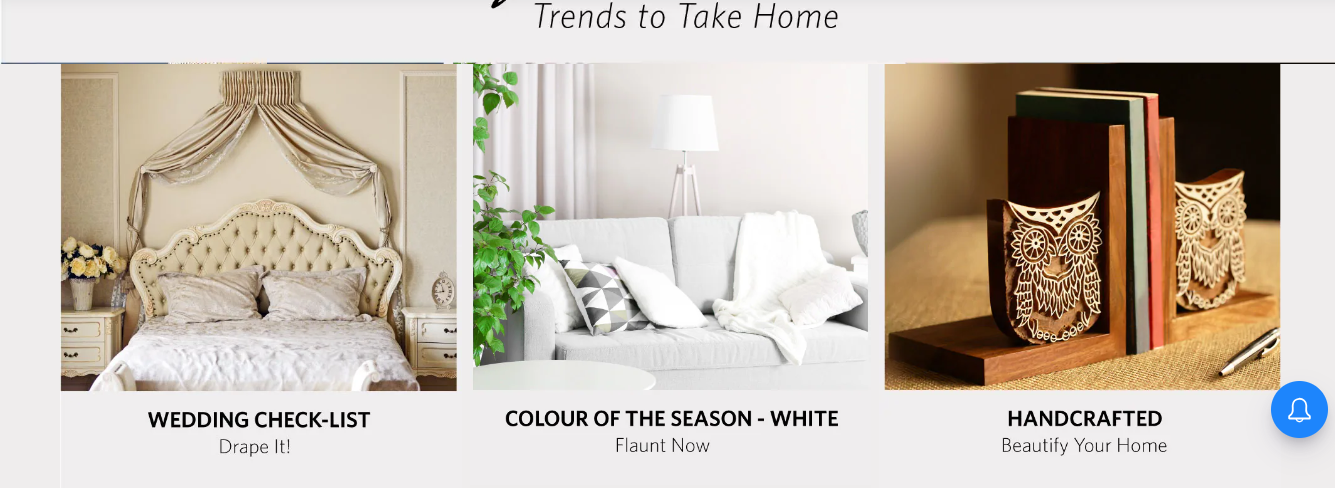 Trends to Take Home
WEDDING CHECK-LIST
Drape It!
COLOUR OF THE SEASON - WHITE
Flaunt Now
HANDCRAFTED
Beautify Your Home